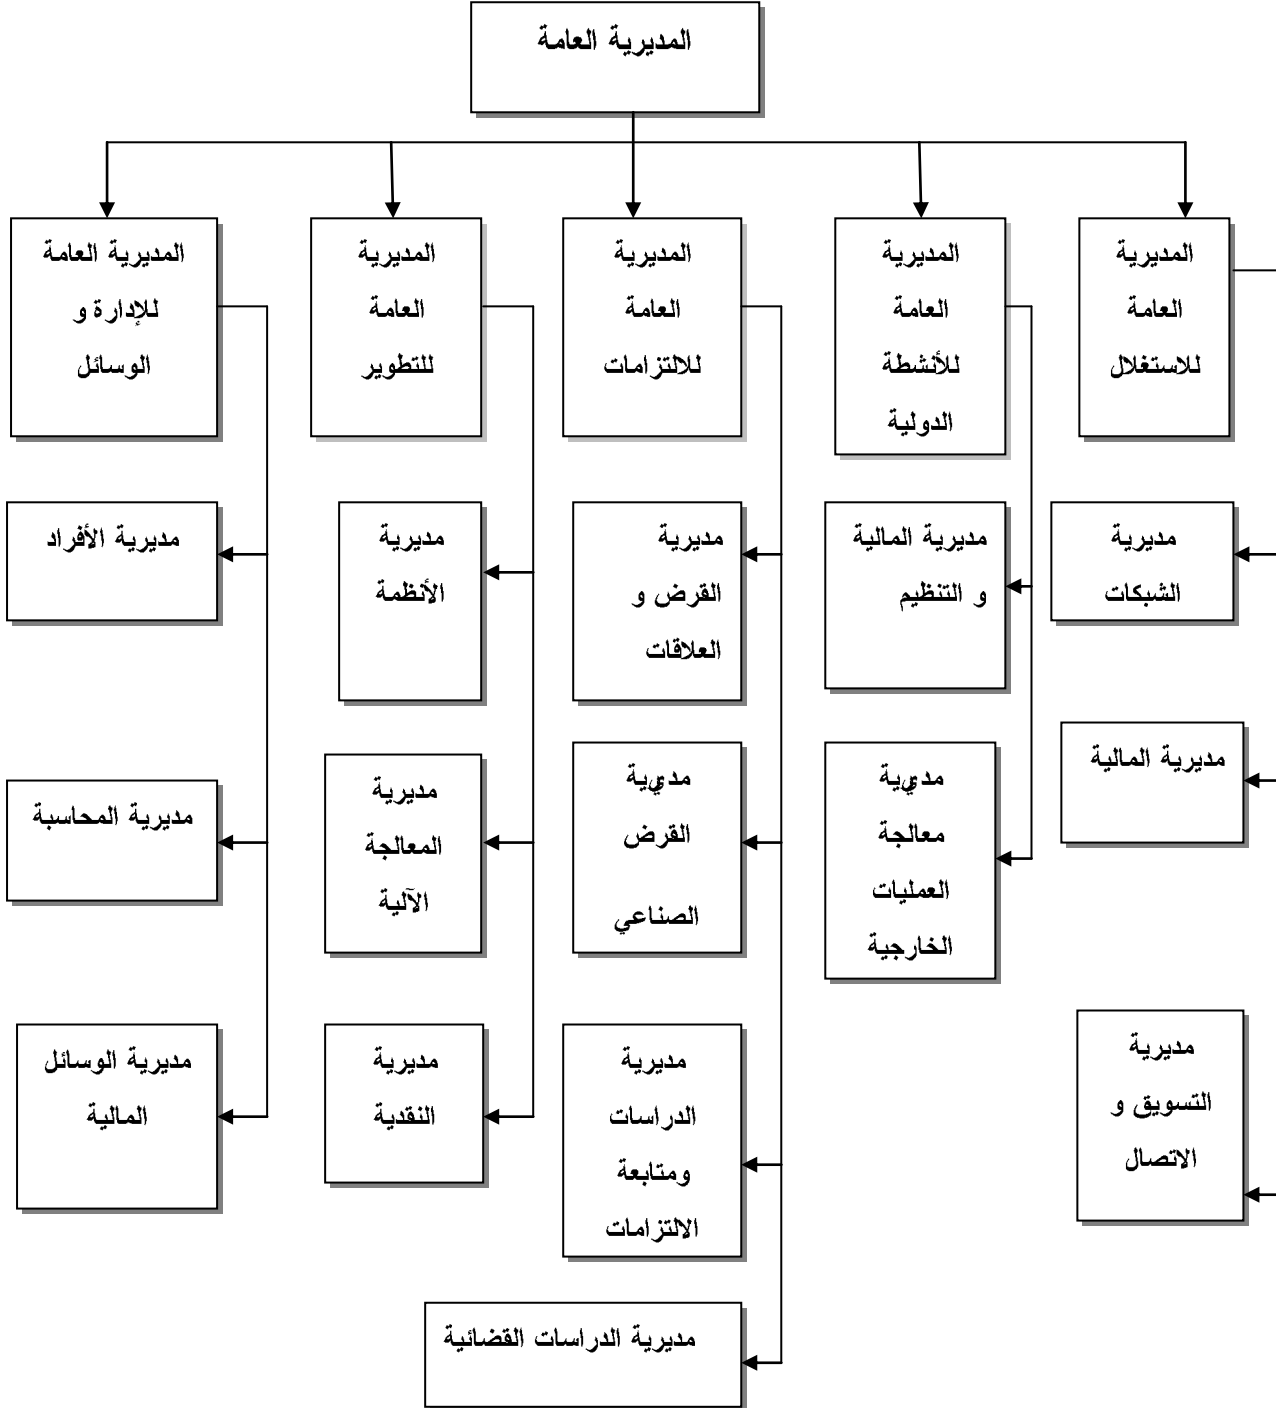 المديرية العامة
المديرية
العامة
للاستغلال
المديرية
العامة
للأنشطة
الدولية
المديرية
العامة
للالتزامات
المديرية
العامة
للتطوير
المديرية العامة
للإدارة و
الوسائل
مديرية
الشبكات
مديرية المالية
و التنظيم
مديرية
القرض و
العلاقات
مديرية
الأنظمة
مديرية الأفراد
مديرية المالية
مديرية
معالجة
العمليات
الخارجية
مديرية
القرض
الصناعي
مديرية
المعالجة
الآلية
مديرية المحاسبة
مديرية
التسويق و
الاتصال
مديرية
الدراسات
ومتابعة
الالتزامات
مديرية
النقدية
مديرية الوسائل
المالية
مديرية الدراسات القضائية